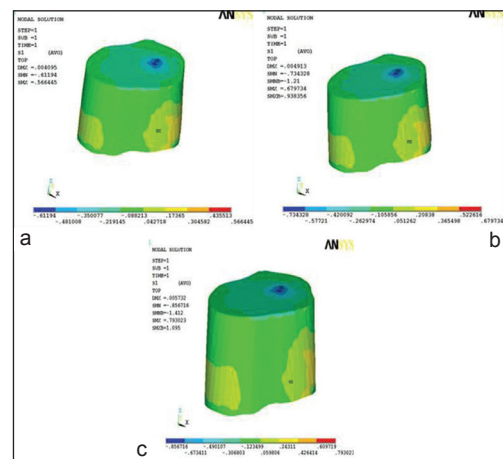 ANSYS
NODAL SOLUTION
STEP=1
SUB =1
TIME=1
S1 (AVG)
TOP
DMX =.004095
SMN =-.61194
SMX =.566445
X
-.61194 -.350077 -.088213 .17365 .435513
-.481008 -.219145 .042718 .304582 .566445
a
ANSYS
NODAL SOLUTION
STEP=1
SUB =1
TIME=1
S1 (AVG)
TOP
DMX =.004913
SMN =-.734328
SMNB=-1.21
SMX =.679734
SMXB=.938356
X
-.734328 -.420092 -.105856 .20838 .522616
-.57721 -.262974 .051262 .365498 .679734
b
ANSYS
NODAL SOLUTION
STEP=1
SUB =1
TIME=1
S1 (AVG)
TOP
DMX =.005732
SMN =-.856716
SMNB=-1.412
SMX =.793023
SMXB=1.095
X
-.856716 -.490107 -.123499 .24311 .609719
-.673411 -.306803 .059806 .426414 .793023
c